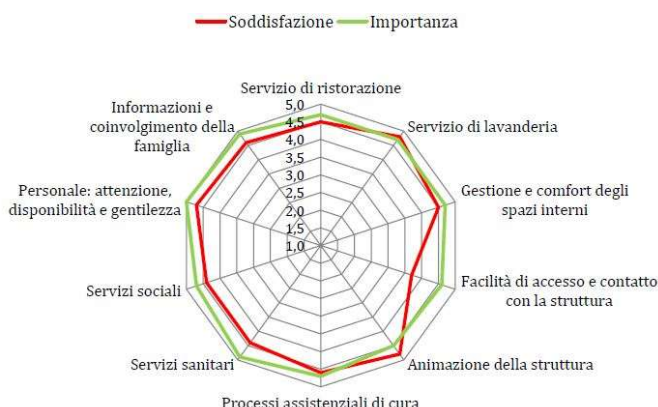 Soddisfazione Importanza
Servizio di ristorazione
Informazioni e
coinvolgimento della
famiglia
Servizio di lavanderia
Personale: attenzione,
disponibilità e gentilezza
Gestione e comfort degli
spazi interni
Servizi sociali
Facilità di accesso e contatto
con la struttura
Servizi sanitari
Animazione della struttura
Processi assistenziali di cura
5,0
4,5
4,0
3,5
3,0
2,5
2,0
1,5
1,0